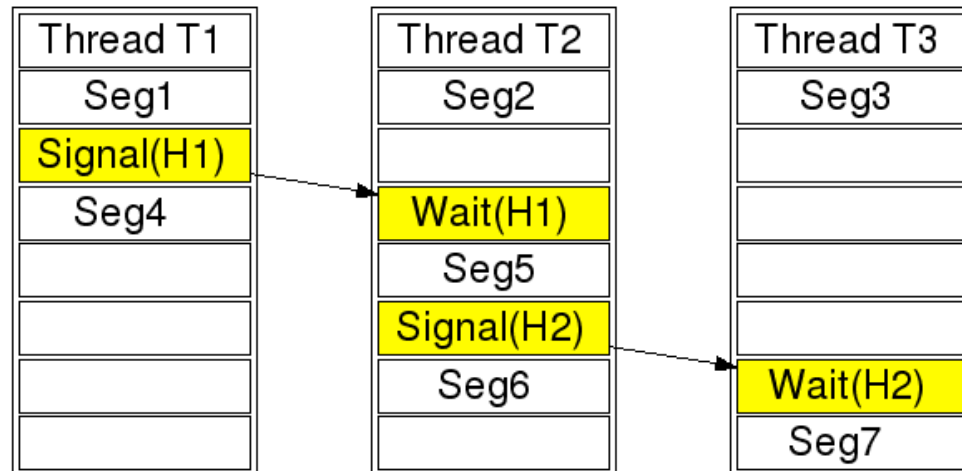 Thread T1
Seg1
Signal(H1)
Seg4
Thread T2
Seg2
Wait(H1)
Seg5
Signal(H2)
Seg6
Thread T3
Seg3
Wait(H2)
Seg7